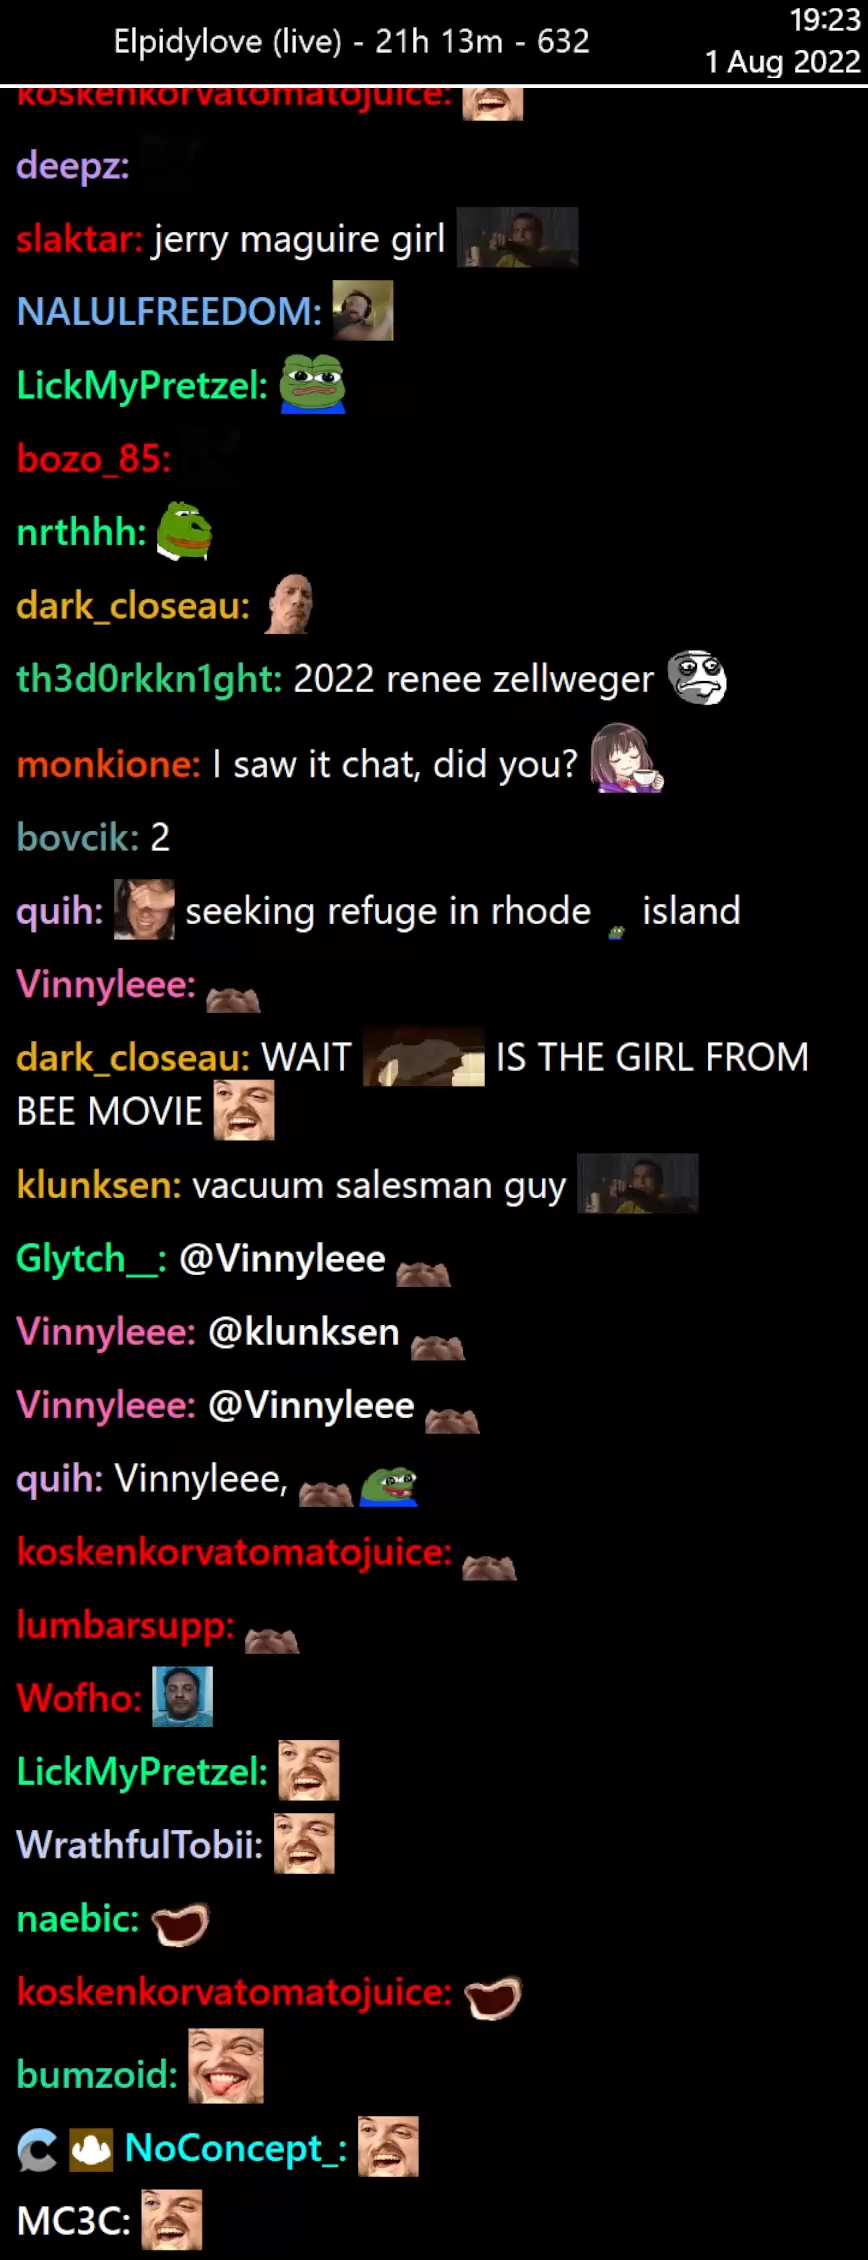 Elpidylove (live) - 21h 13m - 632
19:23
1 Aug 2022
koskenkorvatomatojuice:
deepz:
slaktar: jerry maguire girl
NALULFREEDOM:
LickMyPretzel:
bozo_85:
nrthhh:
dark_closeau:
th3d0rkkn1ght: 2022 renee zellweger
monkione: I saw it chat, did you?
bovcik: 2
quih: seeking refuge in rhode island
Vinnyleee:
dark_closeau: WAIT IS THE GIRL FROM
BEE MOVIE
klunksen: vacuum salesman guy
Glytch__: @Vinnyleee
Vinnyleee: @klunksen
Vinnyleee: @Vinnyleee
quih: Vinnyleee,
koskenkorvatomatojuice:
lumbarsupp:
Wofho:
LickMyPretzel:
WrathfulTobii:
naebic:
koskenkorvatomatojuice:
bumzoid:
NoConcept_:
MC3C: